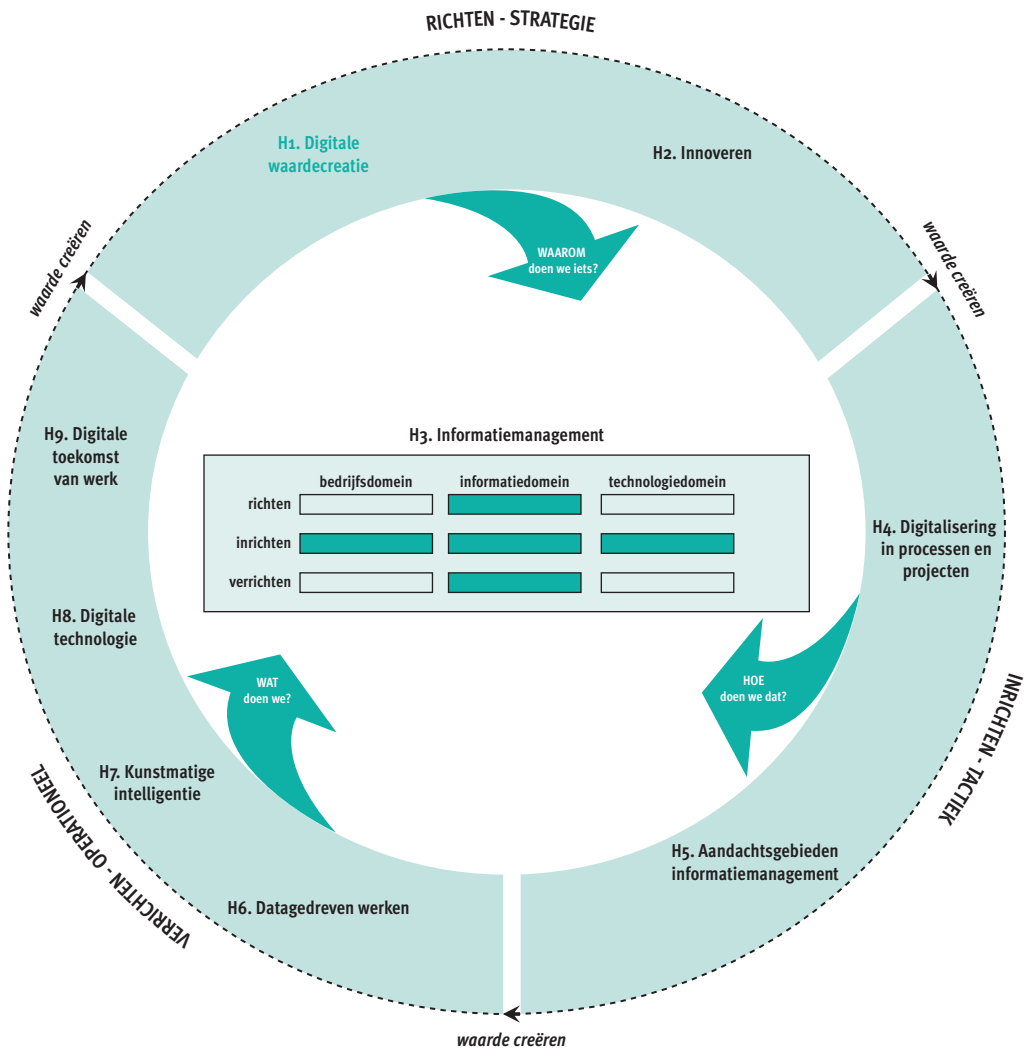 RICHTEN - STRATEGIE
H1. Digitale
waardecreatie
H2. Innoveren
waarde creëren
waarde creëren
WAAROM
doen we iets?
H3. Informatiemanagement
bedrijfsdomein informatiedomein technologiedomein
richten
inrichten
verrichten
H9. Digitale
toekomst
van werk
H4. Digitalisering
in processen en
projecten
H8. Digitale
technologie
WAT
doen we?
HOE
doen we dat?
INRICHTEN - TACTIEK
H7. Kunstmatige
intelligentie
VERRICHTEN - OPERATIONEEL
H5. Aandachtsgebieden
informatiemanagement
H6. Datagedreven werken
waarde creëren